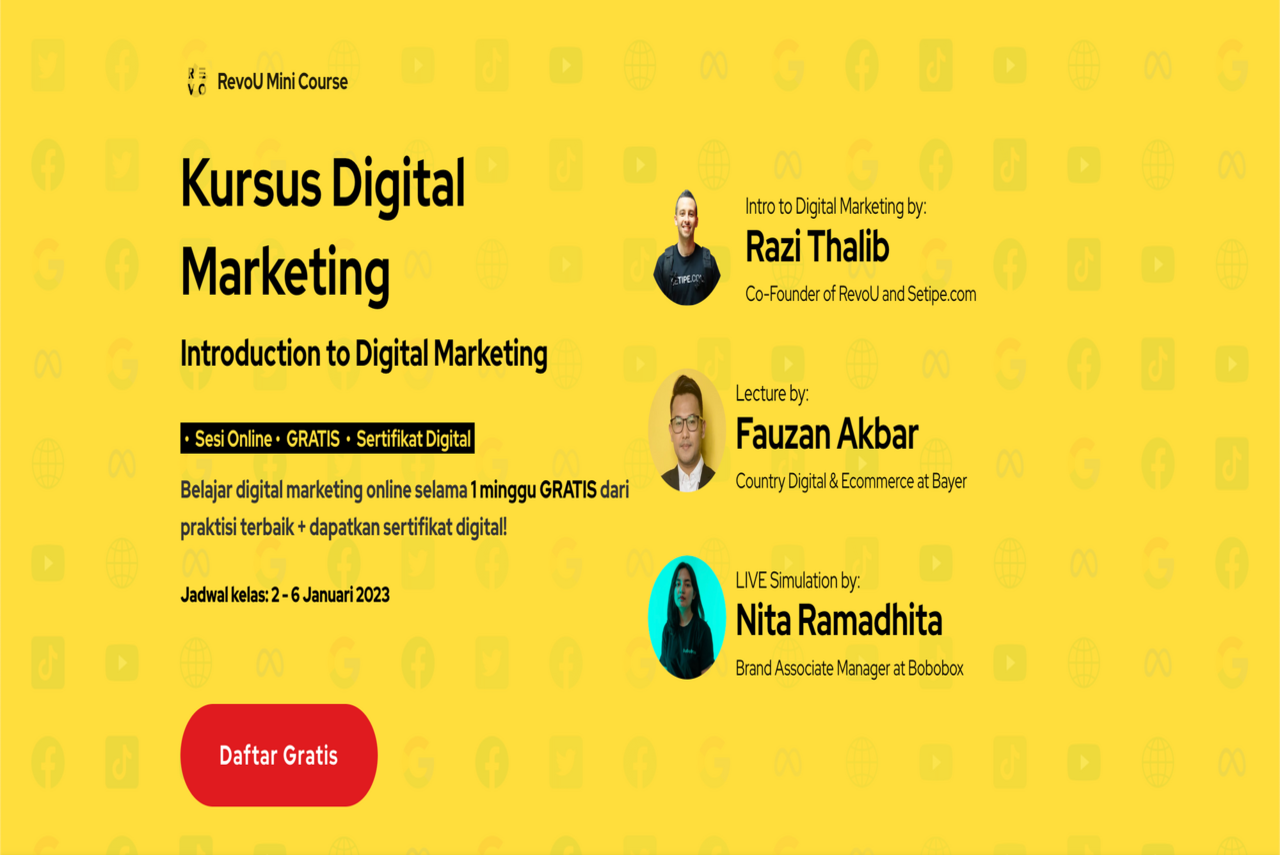 RE
VO
RevoU Mini Course
Kursus Digital
Marketing
Introduction to Digital Marketing
• Sesi Online • GRATIS • Sertifikat Digital
Belajar digital marketing online selama 1 minggu GRATIS dari
praktisi terbaik + dapatkan sertifikat digital!
Jadwal kelas: 2 - 6 Januari 2023
Daftar Gratis
Intro to Digital Marketing by:
Razi Thalib
Co-Founder of RevoU and Setipe.com
Lecture by:
Fauzan Akbar
Country Digital & Ecommerce at Bayer
LIVE Simulation by:
Nita Ramadhita
Brand Associate Manager at Bobobox